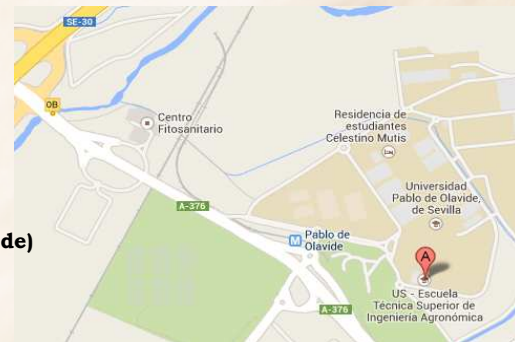 SE-30
OB
Centro
Fitosanitario
Residencia de
estudiantes
Celestino Mutis
Universidad
Pablo de Olavide,
de Sevilla
A-376
de)
M Pablo de
Olavide
A
US - Escuela
Técnica Superior de
Ingeniería Agronómica
A-376